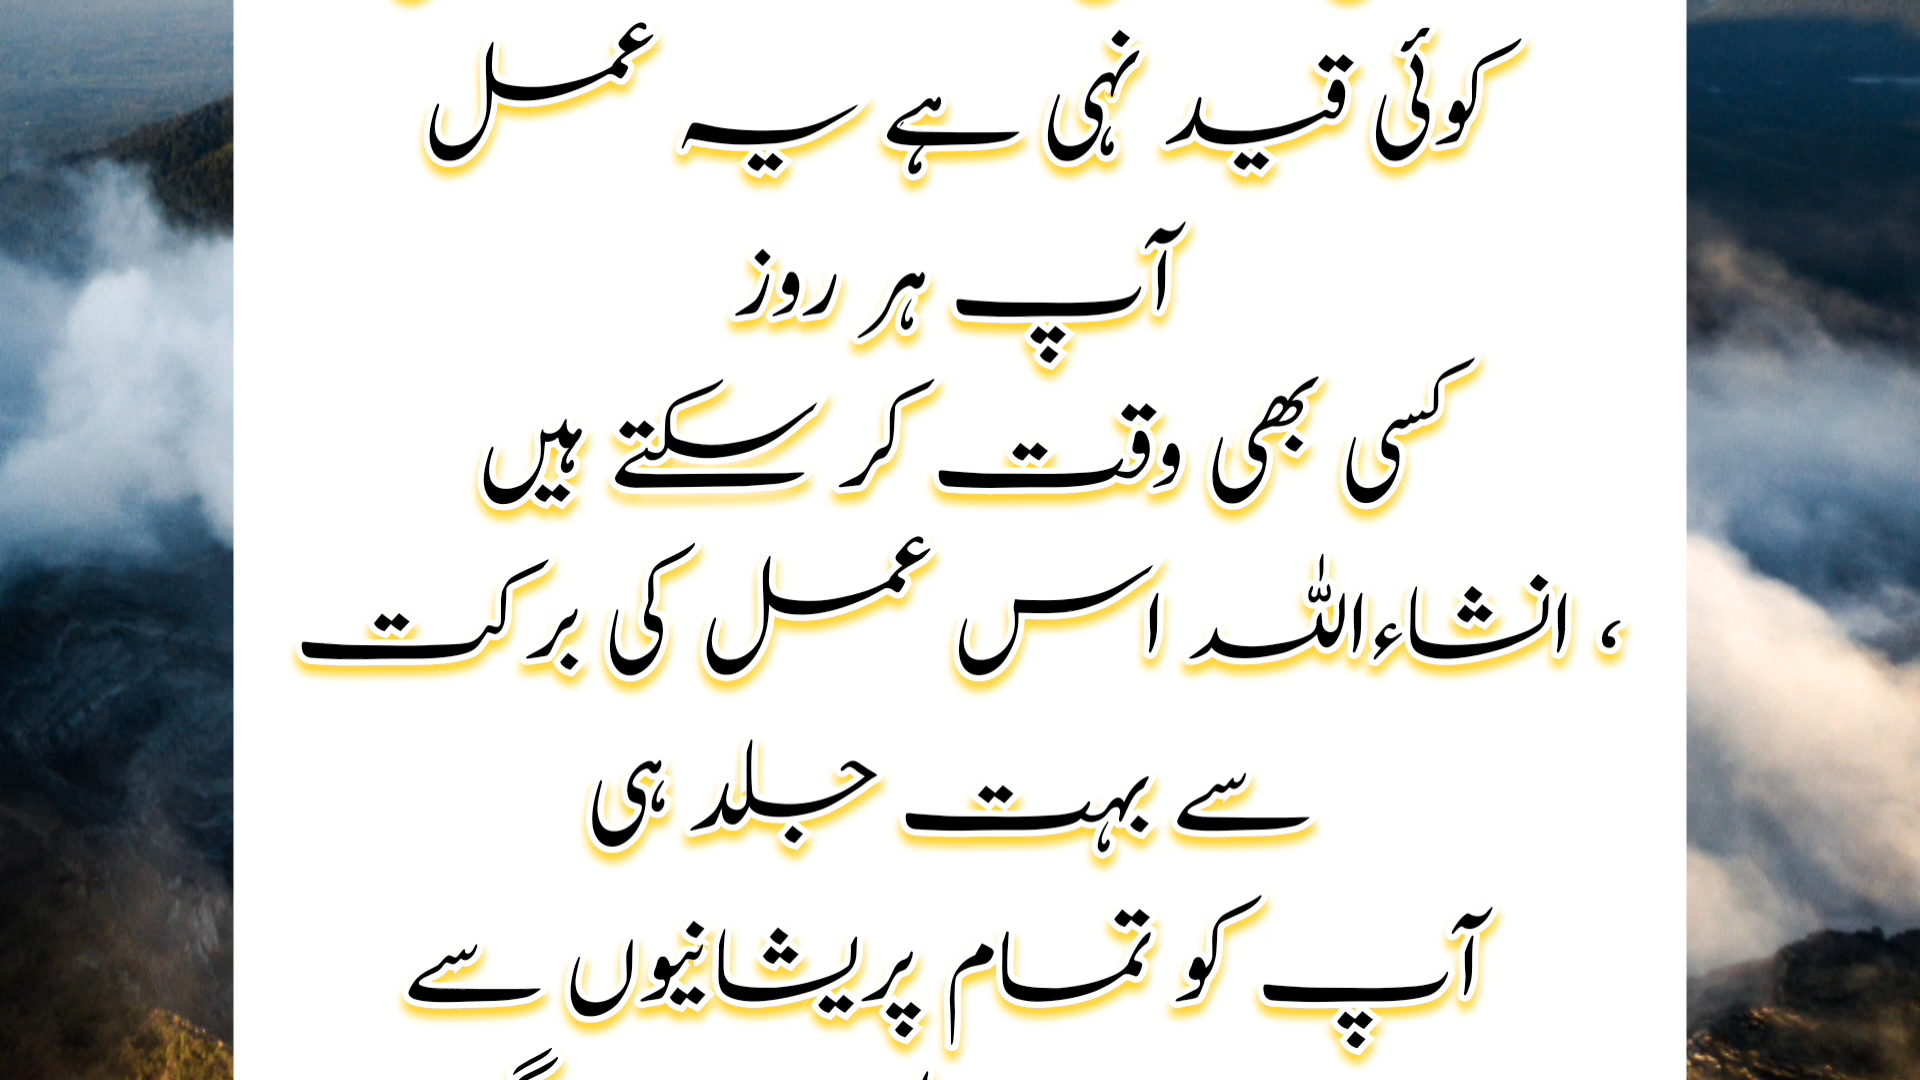 کوئی قید نہی ہے یہ عمل
آپ ہر روز
کسی بھی وقت کر سکتے ہیں
، انشاءاللہ اس عمل کی برکت
سے بہت جلد ہی
آپ کو تمام پریشانیوں سے